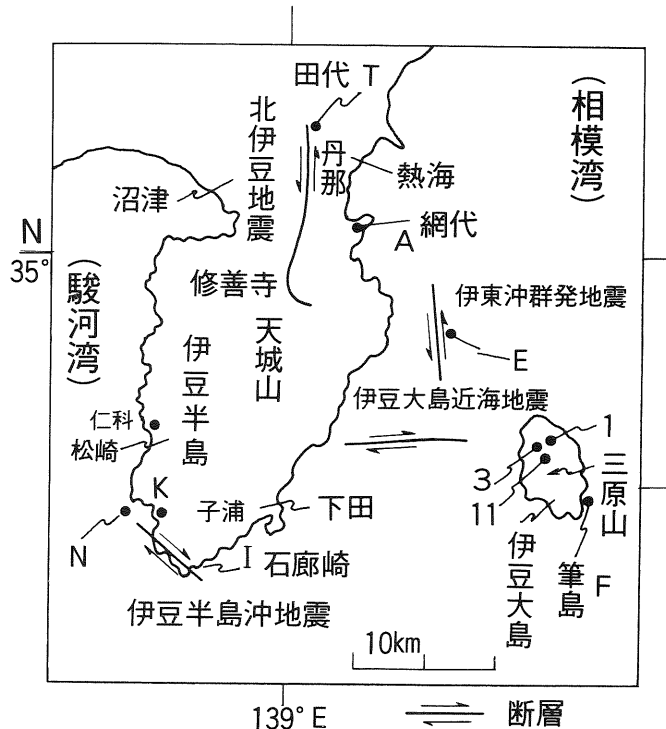 田代 T
(相模湾)
北伊豆地震
丹那
熱海
沼津
A 網代
N
35°
(駿河湾)
修善寺
伊東沖群発地震
天城山
伊豆半島
E
伊豆大島近海地震
仁科
松崎
1
3
11
三原山
K
子浦
下田
N
I 石廊崎
伊豆大島
筆島 F
伊豆半島沖地震
10km
139°E
断層